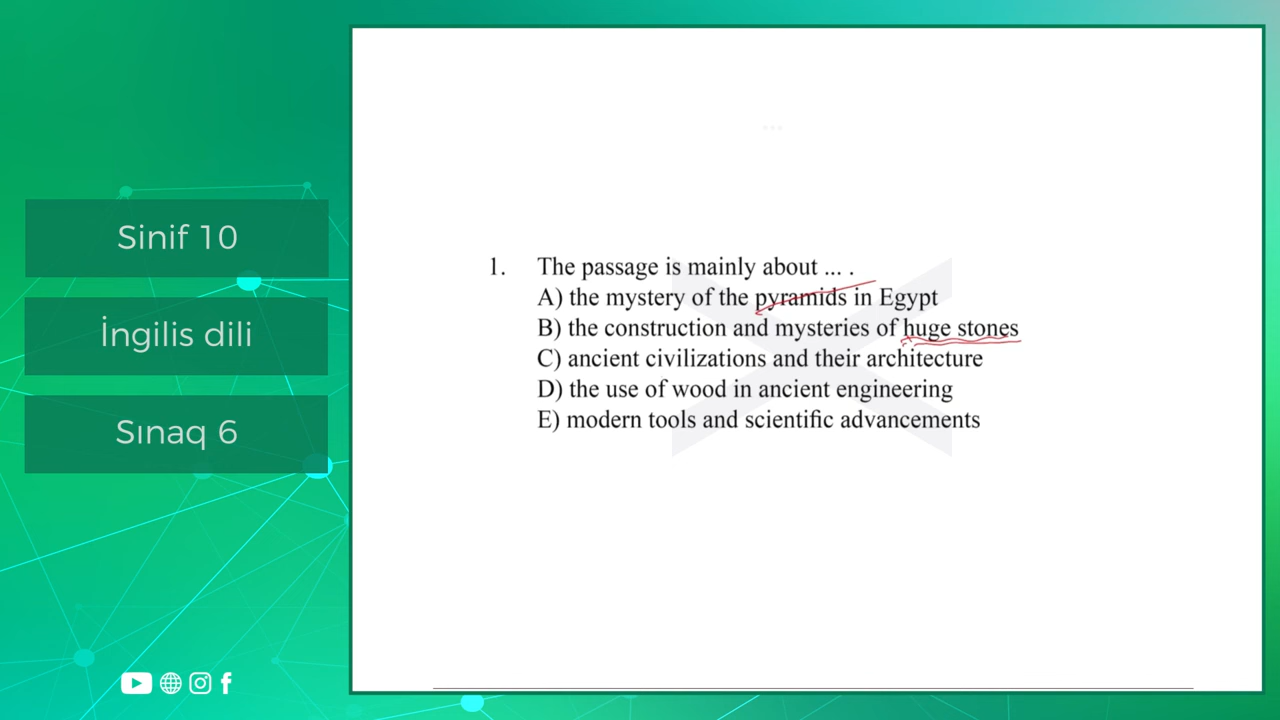 Sinif 10
İngilis dili
Sınaq 6
1. The passage is mainly about ... .
A) the mystery of the pyramids in Egypt
B) the construction and mysteries of huge stones
C) ancient civilizations and their architecture
D) the use of wood in ancient engineering
E) modern tools and scientific advancements